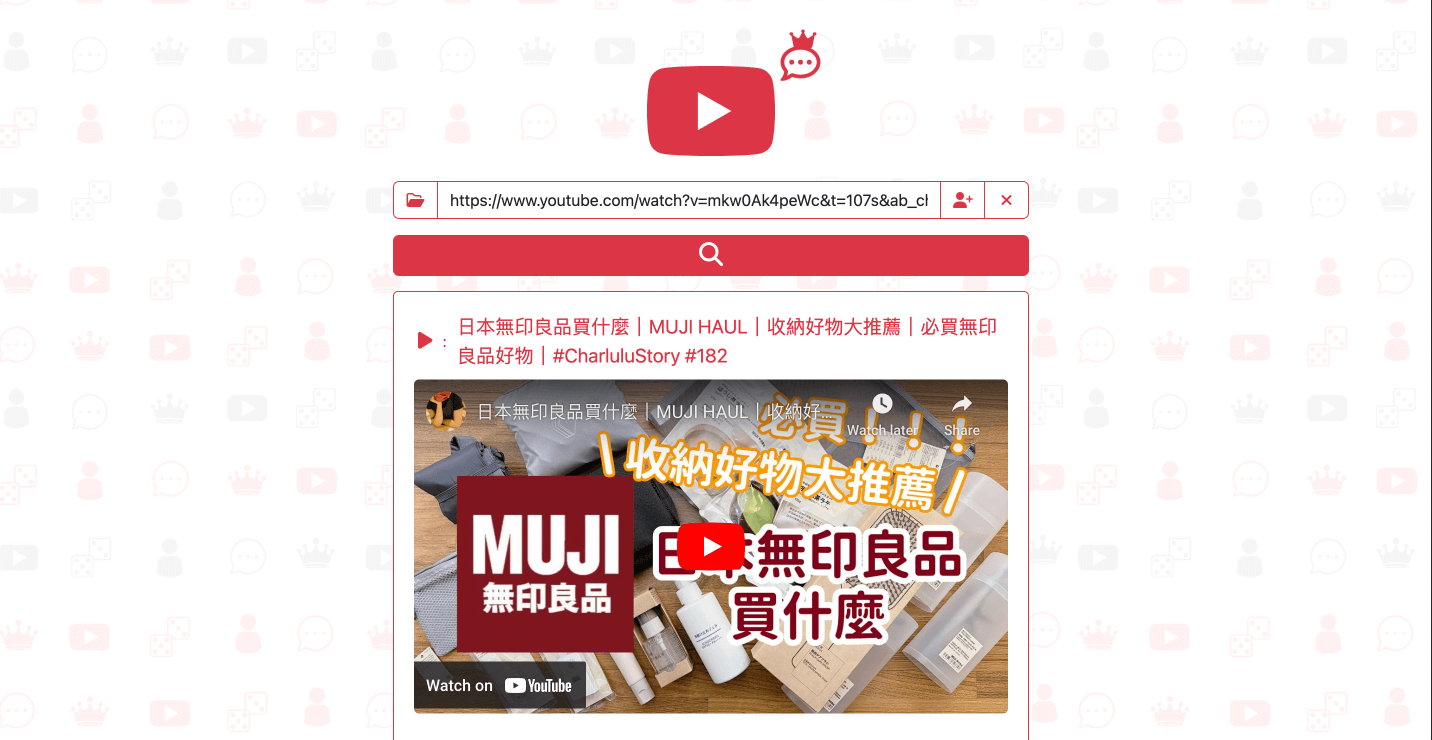 https://www.youtube.com/watch?v=mkw0Ak4peWc&t=107s&ab_ch
:
日本無印良品買什麼｜MUJI HAUL｜收納好物大推薦｜必買無印
良品好物｜#CharluluStory #182
日本無印良品買什麼｜MUJI HAUL｜收納好...
Watch later
Share
必買！！！
\ 收納好物大推薦 /
MUJI
無印良品
日本無印良品
買什麼
Watch on YouTube